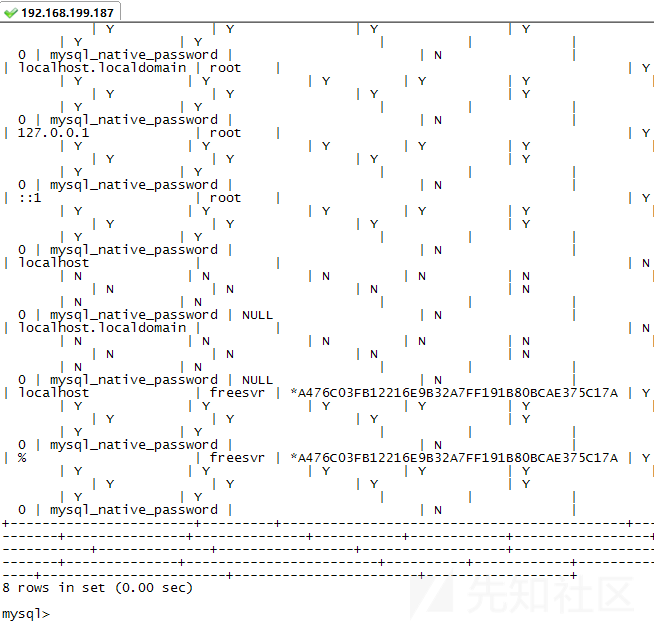 192.168.199.187
| Y | Y | Y | Y
| Y | Y | | |
0 | mysql_native_password | | N |
| localhost.localdomain | root | | Y
| Y | Y | Y | Y | Y |
| Y | Y | Y | Y
| Y | Y | | |
0 | mysql_native_password | | N |
| 127.0.0.1 | root | | Y
| Y | Y | Y | Y | Y |
| Y | Y | Y | Y
| Y | Y | | |
0 | mysql_native_password | | N |
| ::1 | root | | Y
| Y | Y | Y | Y | Y |
| Y | Y | Y | Y
| Y | Y | | |
0 | mysql_native_password | | N |
| localhost | | | N
| N | N | N | N | N |
| N | N | N | N
| N | N | | |
0 | mysql_native_password | NULL | N |
| localhost.localdomain | | | N
| N | N | N | N | N |
| N | N | N | N
| N | N | | |
0 | mysql_native_password | NULL | N |
| localhost | freesvr | *A476C03FB12216E9B32A7FF191B80BCAE375C17A | Y
| Y | Y | Y | Y | Y |
| Y | Y | Y | Y
| Y | Y | | |
0 | mysql_native_password | | N |
| % | freesvr | *A476C03FB12216E9B32A7FF191B80BCAE375C17A | Y
| Y | Y | Y | Y | Y |
| Y | Y | Y | Y
| Y | Y | | |
0 | mysql_native_password | | N |
8 rows in set (0.00 sec)
mysql>
先知社区